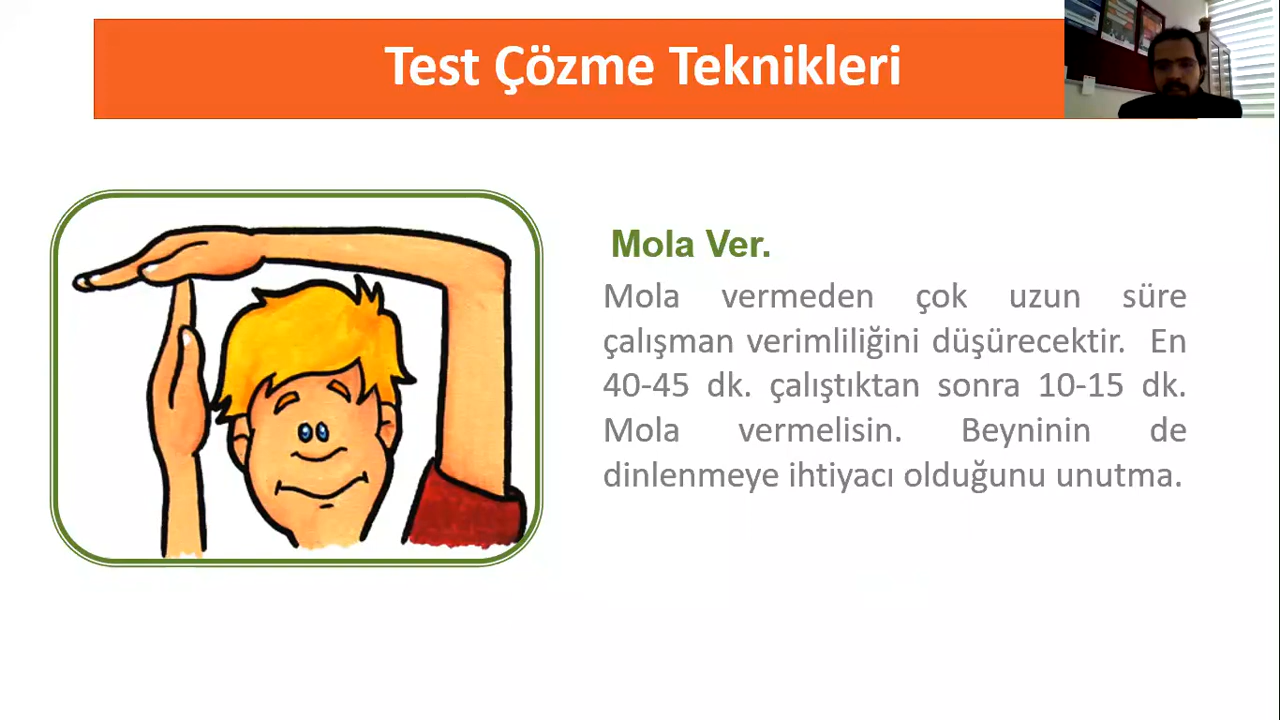 Test Çözme Teknikleri
Mola Ver.
Mola vermeden çok uzun süre
çalışman verimliliğini düşürecektir. En
40-45 dk. çalıştıktan sonra 10-15 dk.
Mola vermelisin. Beyninin de
dinlenmeye ihtiyacı olduğunu unutma.